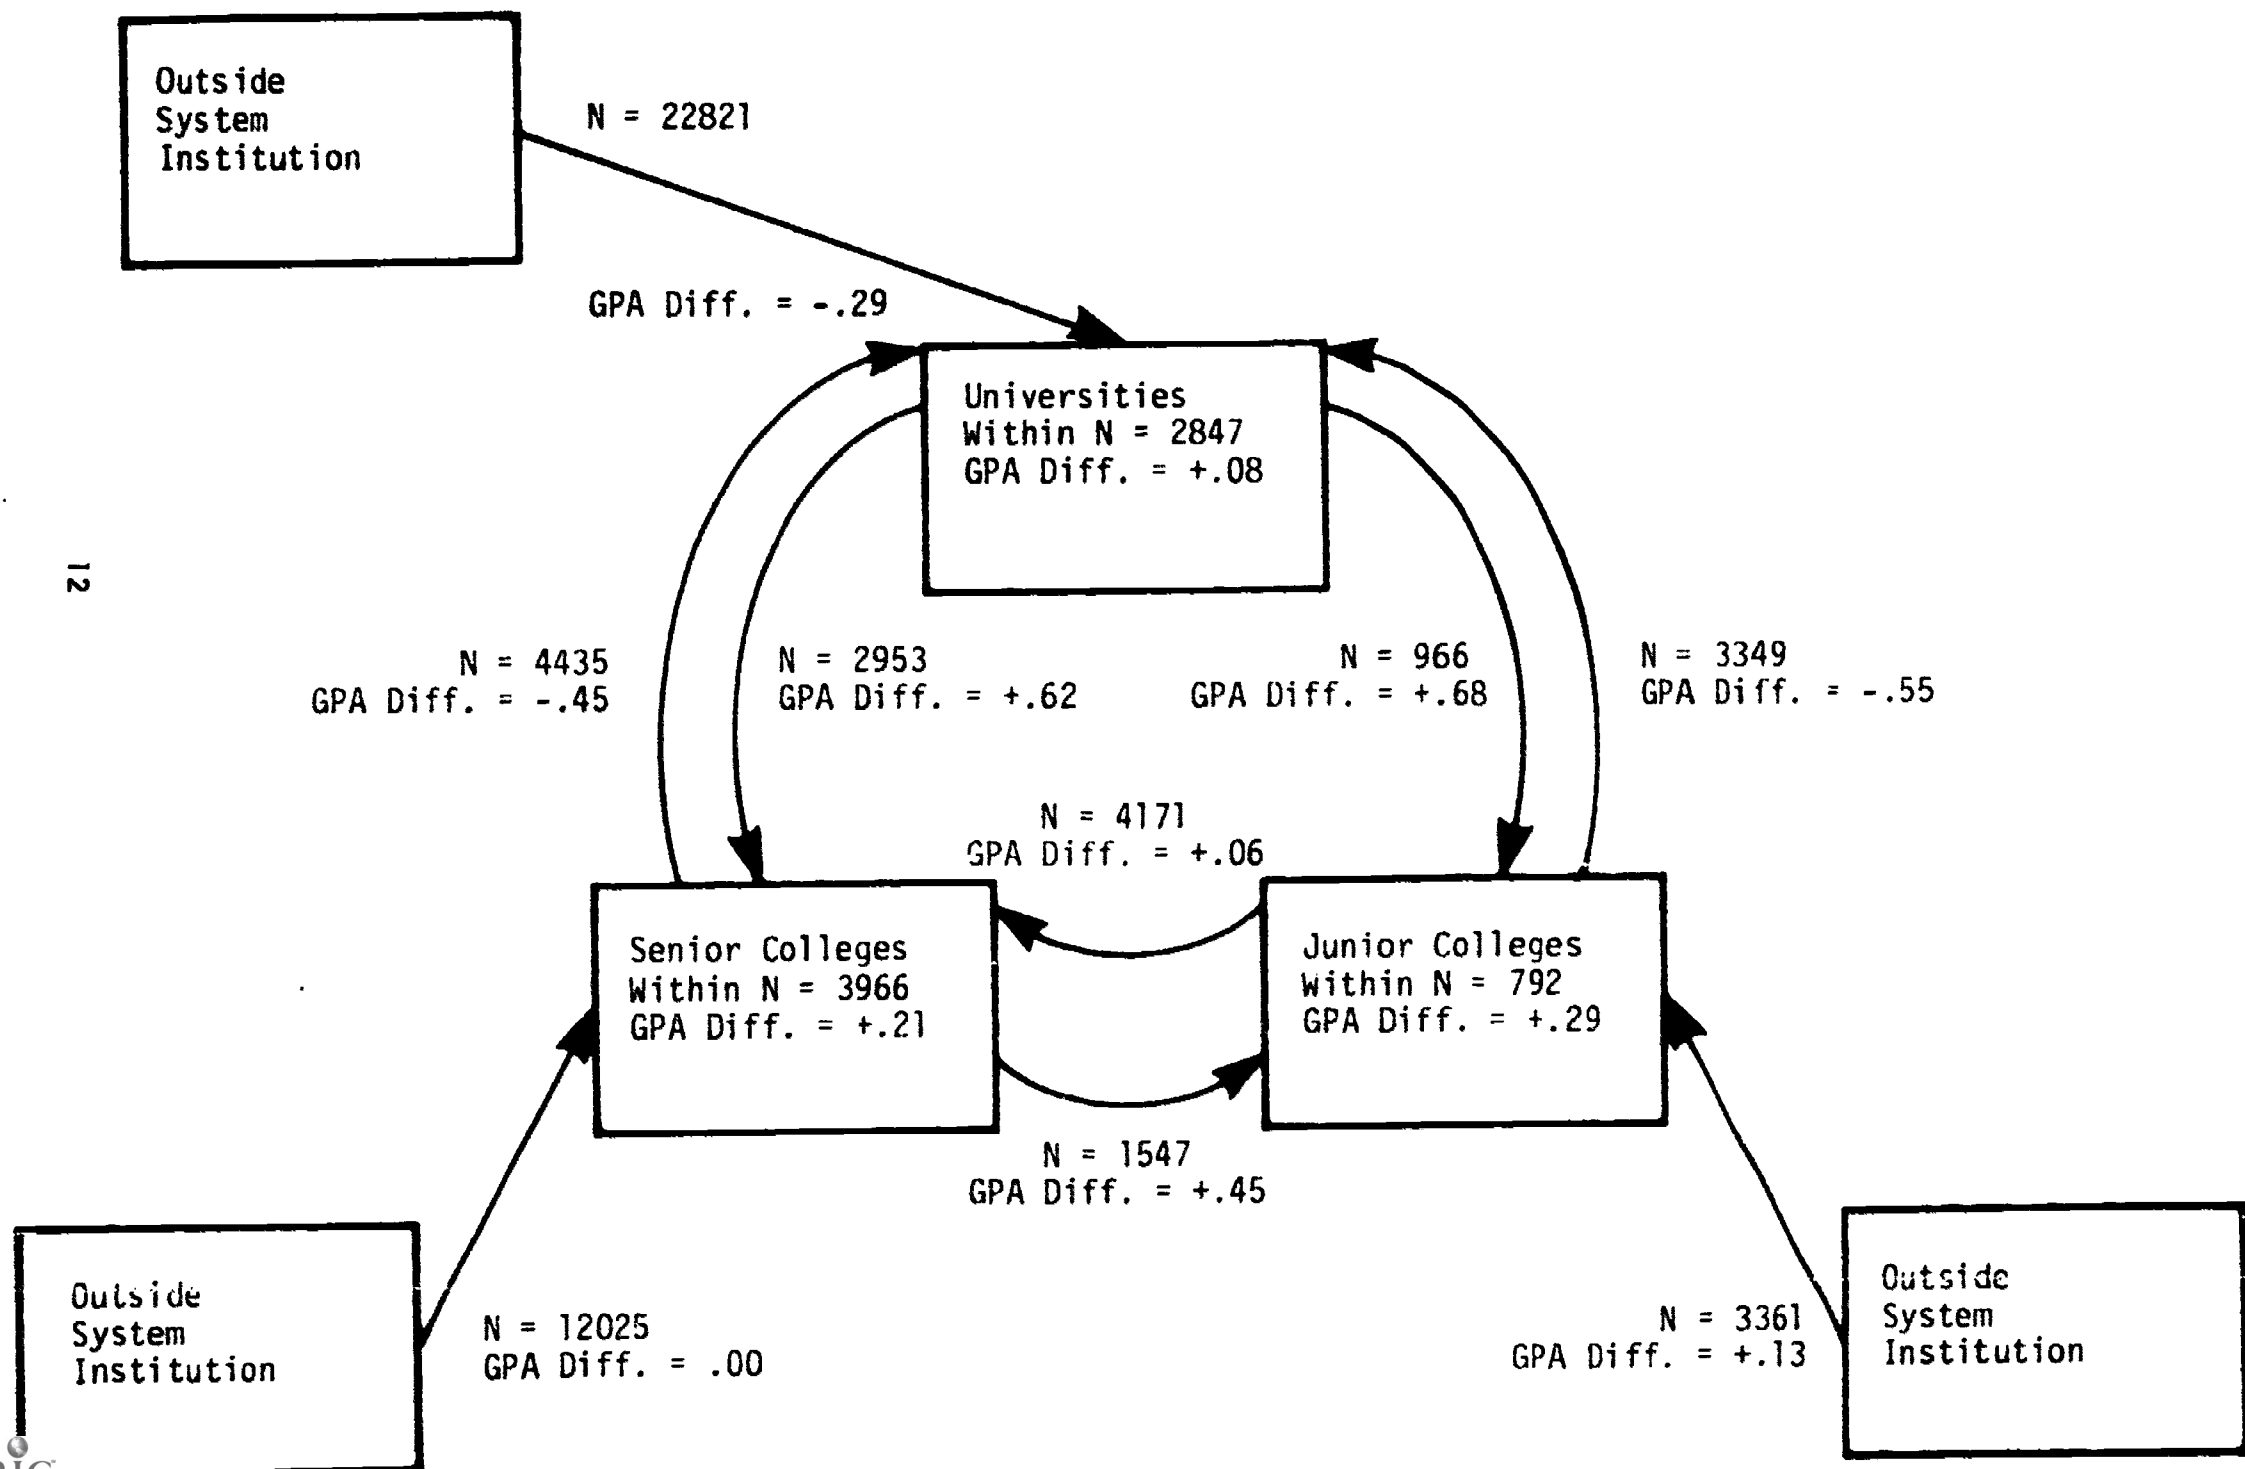 Outside
System
Institution
N = 22821
GPA Diff. = -.29
Universities
Within N = 2847
GPA Diff. = +.08
12
N = 4435
GPA Diff. = -.45
N = 2953
GPA Diff. = +.62
N = 966
GPA Diff. = +.68
N = 3349
GPA Diff. = -.55
N = 4171
GPA Diff. = +.06
Senior Colleges
Within N = 3966
GPA Diff. = +.21
Junior Colleges
Within N = 792
GPA Diff. = +.29
N = 1547
GPA Diff. = +.45
Outside
System
Institution
N = 12025
GPA Diff. = .00
N = 3361
GPA Diff. = +.13
Outside
System
Institution